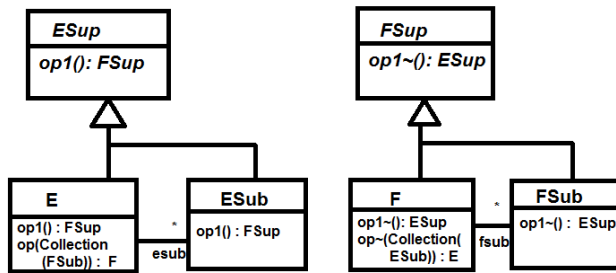 ESup
op1(): FSup
E
op1() : FSup
op(Collection
(FSub)) : F
*
esub
ESub
op1() : FSup
FSup
op1~(): ESup
F
op1~(): ESup
op~(Collection(
ESub)) : E
*
fsub
FSub
op1~() : ESup